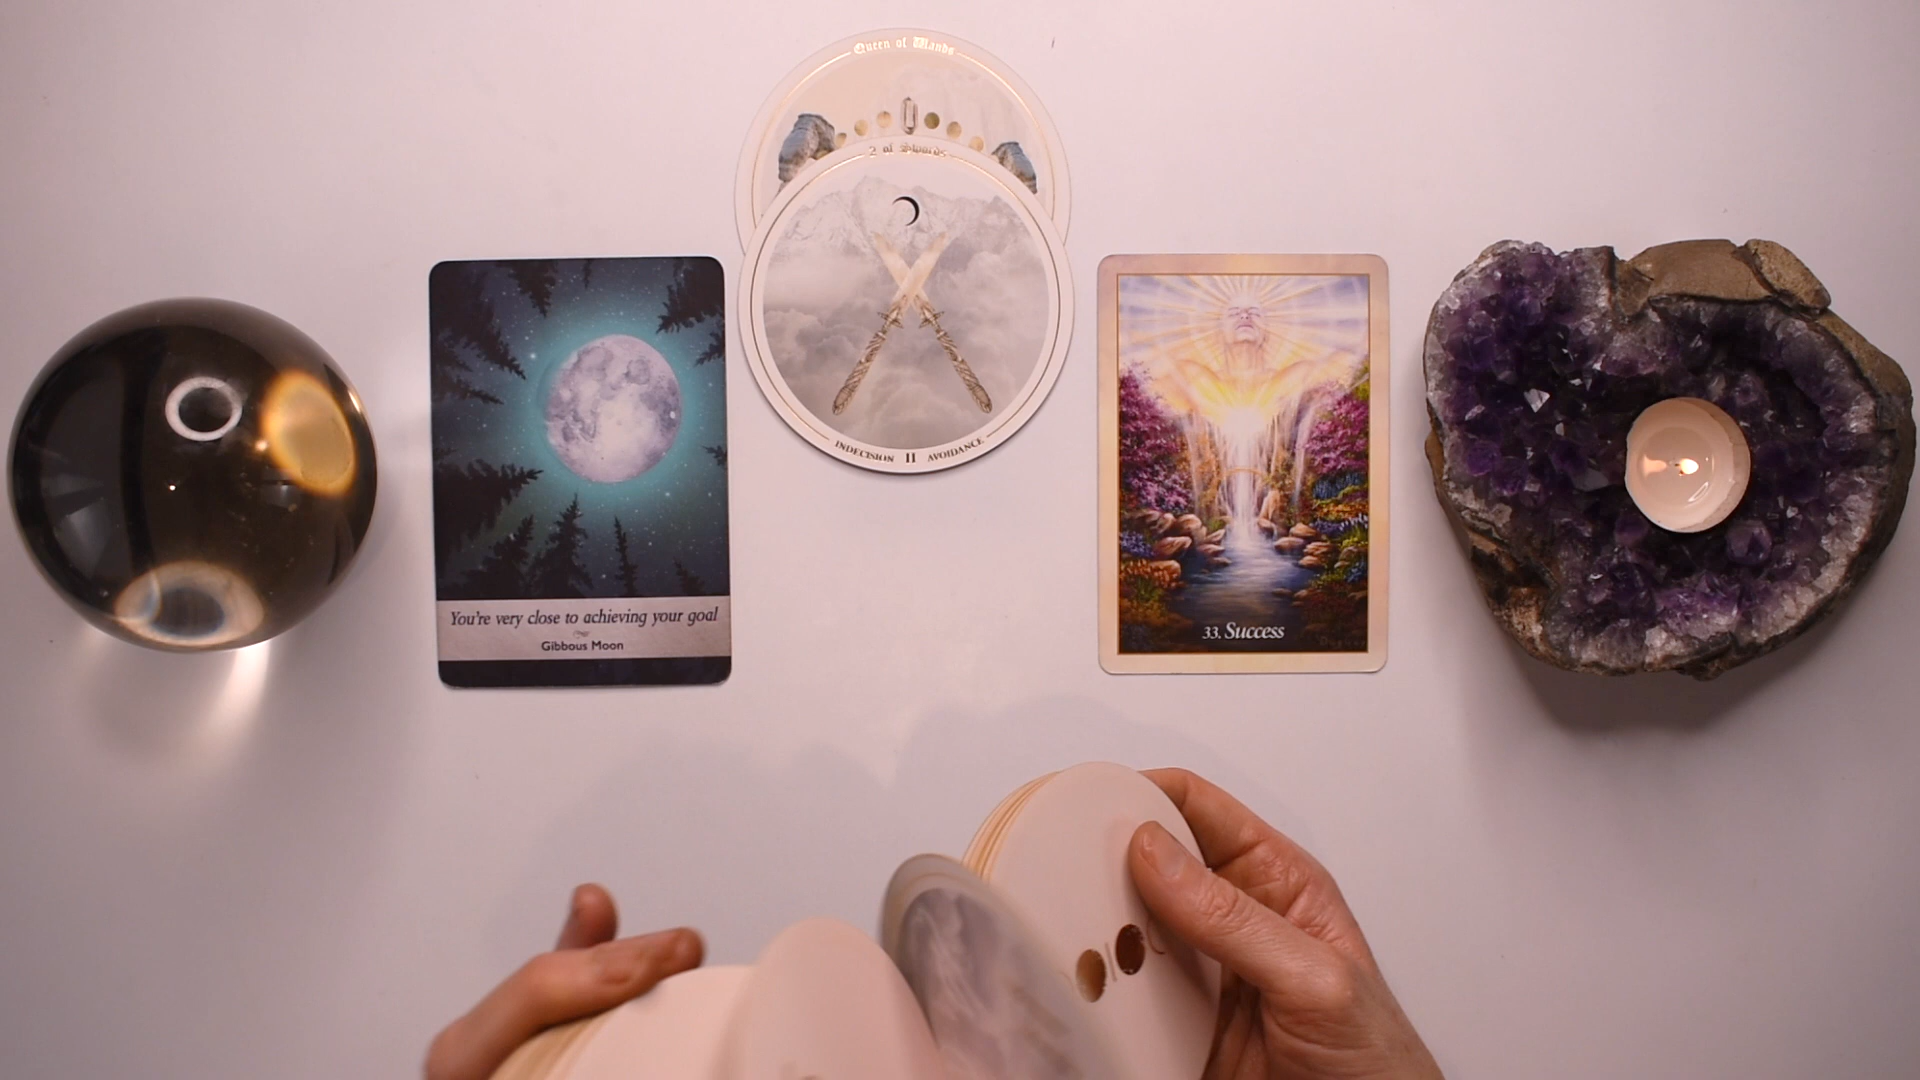 Queen of Wands
2 of Swords
INDECISION II AVOIDANCE
You're very close to achieving your goal
Gibbous Moon
33. Success